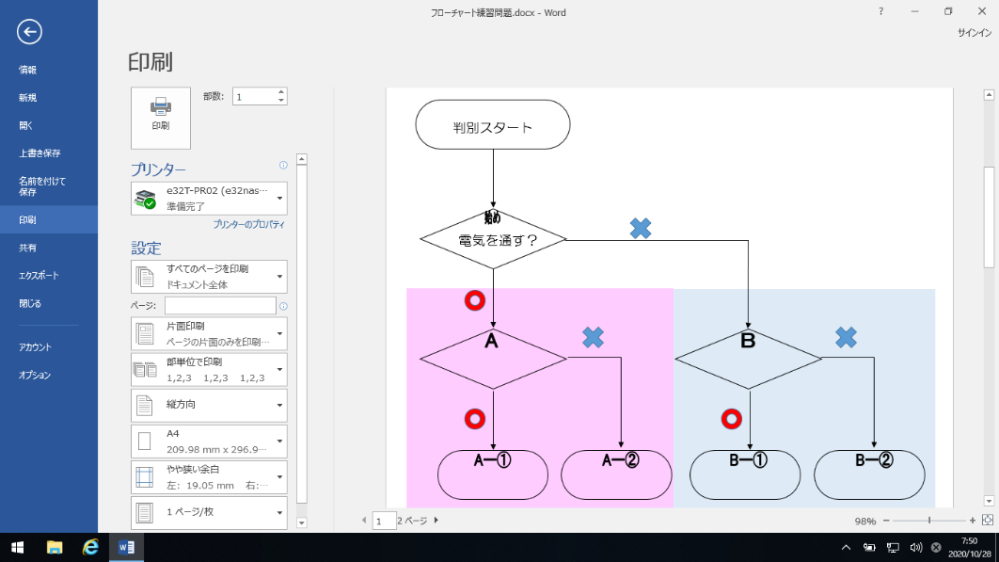 フローチャート練習問題.docx - Word
?
サインイン
情報
新規
開く
上書き保存
名前を付けて
保存
印刷
共有
エクスポート
閉じる
アカウント
オプション
印刷
印刷
部数: 1
プリンター
e32T-PR02 (e32nas…
準備完了
プリンターのプロパティ
設定
すべてのページを印刷
ドキュメント全体
ページ:
片面印刷
ページの片面のみを印刷…
部単位で印刷
1,2,3 1,2,3 1,2,3
縦方向
A4
209.98 mm x 296.9…
やや狭い余白
左: 19.05 mm 右:…
1 ページ/枚
判別スタート
始め
電気を通す？
A
B
A－①
A－②
B－①
B－②
1 2 ページ
98%
7:50
2020/10/28